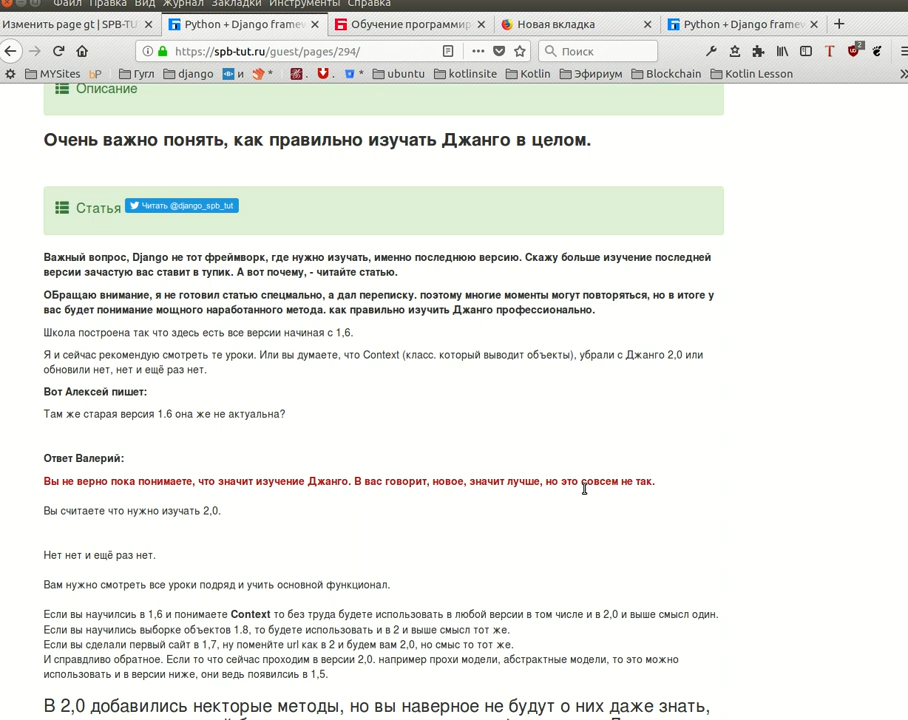 Файл Правка Вид Журнал Закладки Инструменты Справка
Изменить page gt | SPB-TU
Python + Django framev
Обучение программир
Новая вкладка
Python + Django framev
https://spb-tut.ru/guest/pages/294/
Поиск
MYSites
bP
Гугл
django
и
ubuntu
kotlinsite
Kotlin
Эфириум
Blockchain
Kotlin Lesson
Описание
Очень важно понять, как правильно изучать Джанго в целом.
Статья Читать @django_spb_tut
Важный вопрос, Django не тот фреймворк, где нужно изучать, именно последнюю версию. Скажу больше изучение последней
версии зачастую вас ставит в тупик. А вот почему, - читайте статью.
ОБращаю внимание, я не готовил статью спецмально, а дал переписку. поэтому многие моменты могут повторяться, но в итоге у
вас будет понимание мощного наработанного метода. как правильно изучить Джанго профессионально.
Школа построена так что здесь есть все версии начиная с 1,6.
Я и сейчас рекомендую смотреть те уроки. Или вы думаете, что Context (класс. который выводит объекты), убрали с Джанго 2,0 или
обновили нет, нет и ещё раз нет.
Вот Алексей пишет:
Там же старая версия 1.6 она же не актуальна?
Ответ Валерий:
Вы не верно пока понимаете, что значит изучение Джанго. В вас говорит, новое, значит лучше, но это совсем не так.
Вы считаете что нужно изучать 2,0.
Нет нет и ещё раз нет.
Вам нужно смотреть все уроки подряд и учить основной функционал.
Если вы научилсиь в 1,6 и понимаете Context то без труда будете использовать в любой версии в том числе и в 2,0 и выше смысл один.
Если вы научились выборке объектов 1.8, то будете использовать и в 2 и выше смысл тот же.
Если вы сделали первый сайт в 1,7, ну поменйте url как в 2 и будем вам 2,0, но смыс то тот же.
И справдливо обратное. Если то что сейчас проходим в версии 2,0. например прохи модели, абстрактные модели, то это можно
использовать и в версии ниже, они ведь появилсиь в 1,5.
В 2,0 добавились некторые методы, но вы наверное не будут о них даже знать,